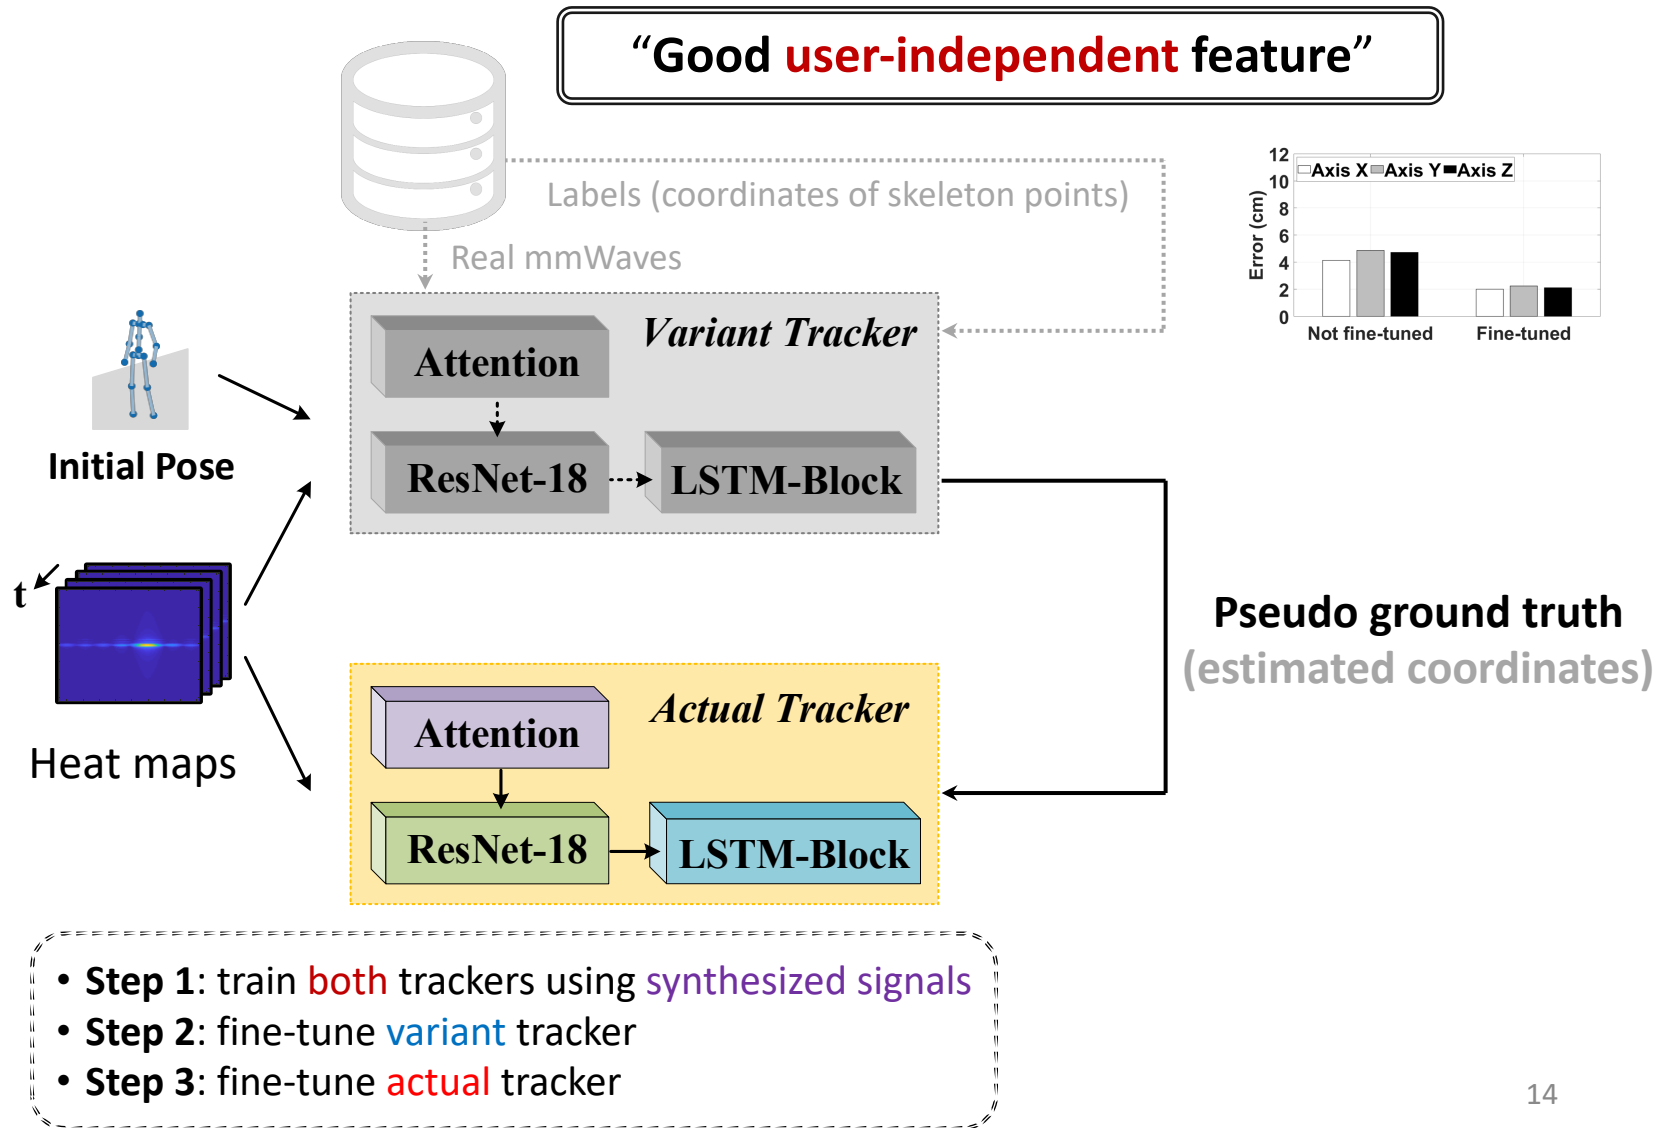 “Good user-independent feature”
Labels (coordinates of skeleton points)
Real mmWaves
12
10
8
6
4
2
0
Error (cm)
Axis X Axis Y Axis Z
Not fine-tuned Fine-tuned
Variant Tracker
Attention
ResNet-18
LSTM-Block
Initial Pose
t
Heat maps
Pseudo ground truth
(estimated coordinates)
Actual Tracker
Attention
ResNet-18
LSTM-Block
• Step 1: train both trackers using synthesized signals
• Step 2: fine-tune variant tracker
• Step 3: fine-tune actual tracker
14